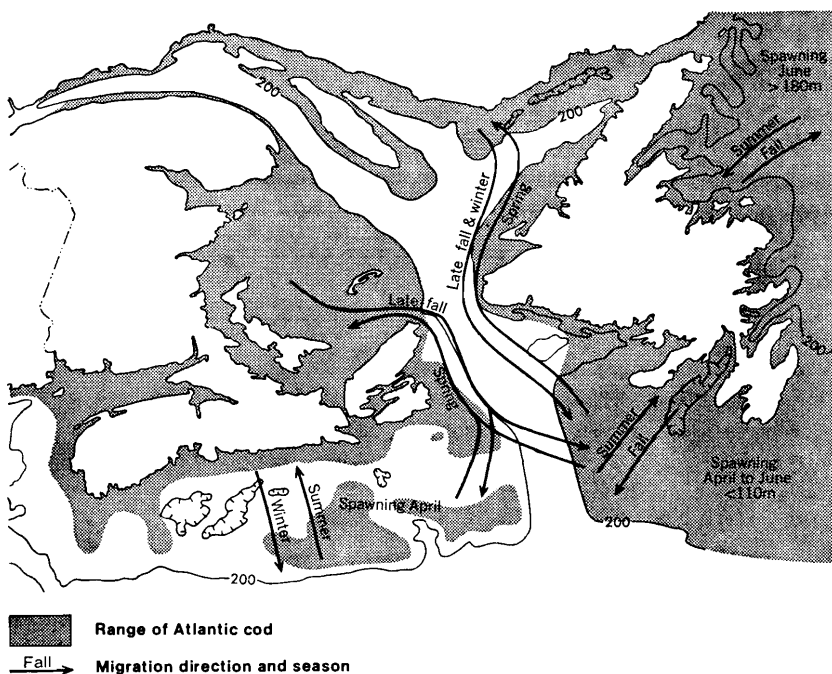 Spawning
June
> 180m
200
200
Summer
Fall
Late fall & winter
Spring
Late fall
Spring
200
Summer
Fall
Spawning
April to June
<110m
Winter
Summer
Spawning April
200
200
Range of Atlantic cod
Fall
Migration direction and season